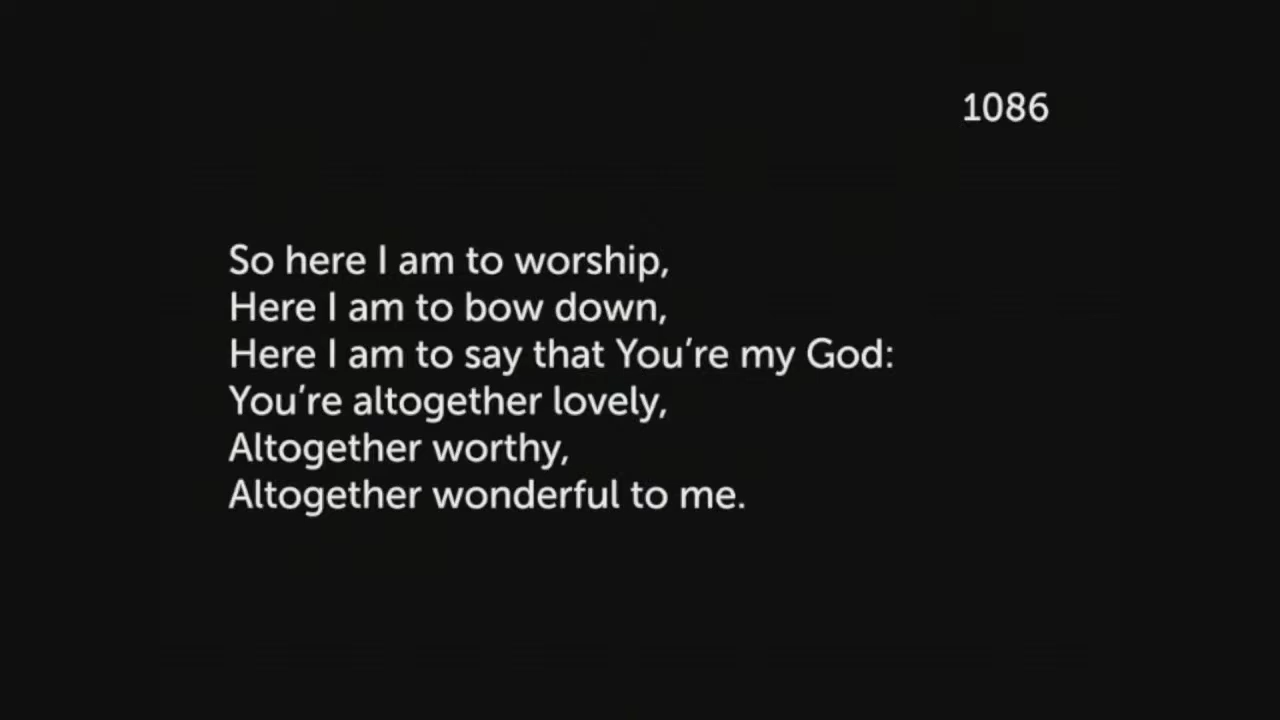 1086
So here I am to worship,
Here I am to bow down,
Here I am to say that You’re my God:
You’re altogether lovely,
Altogether worthy,
Altogether wonderful to me.